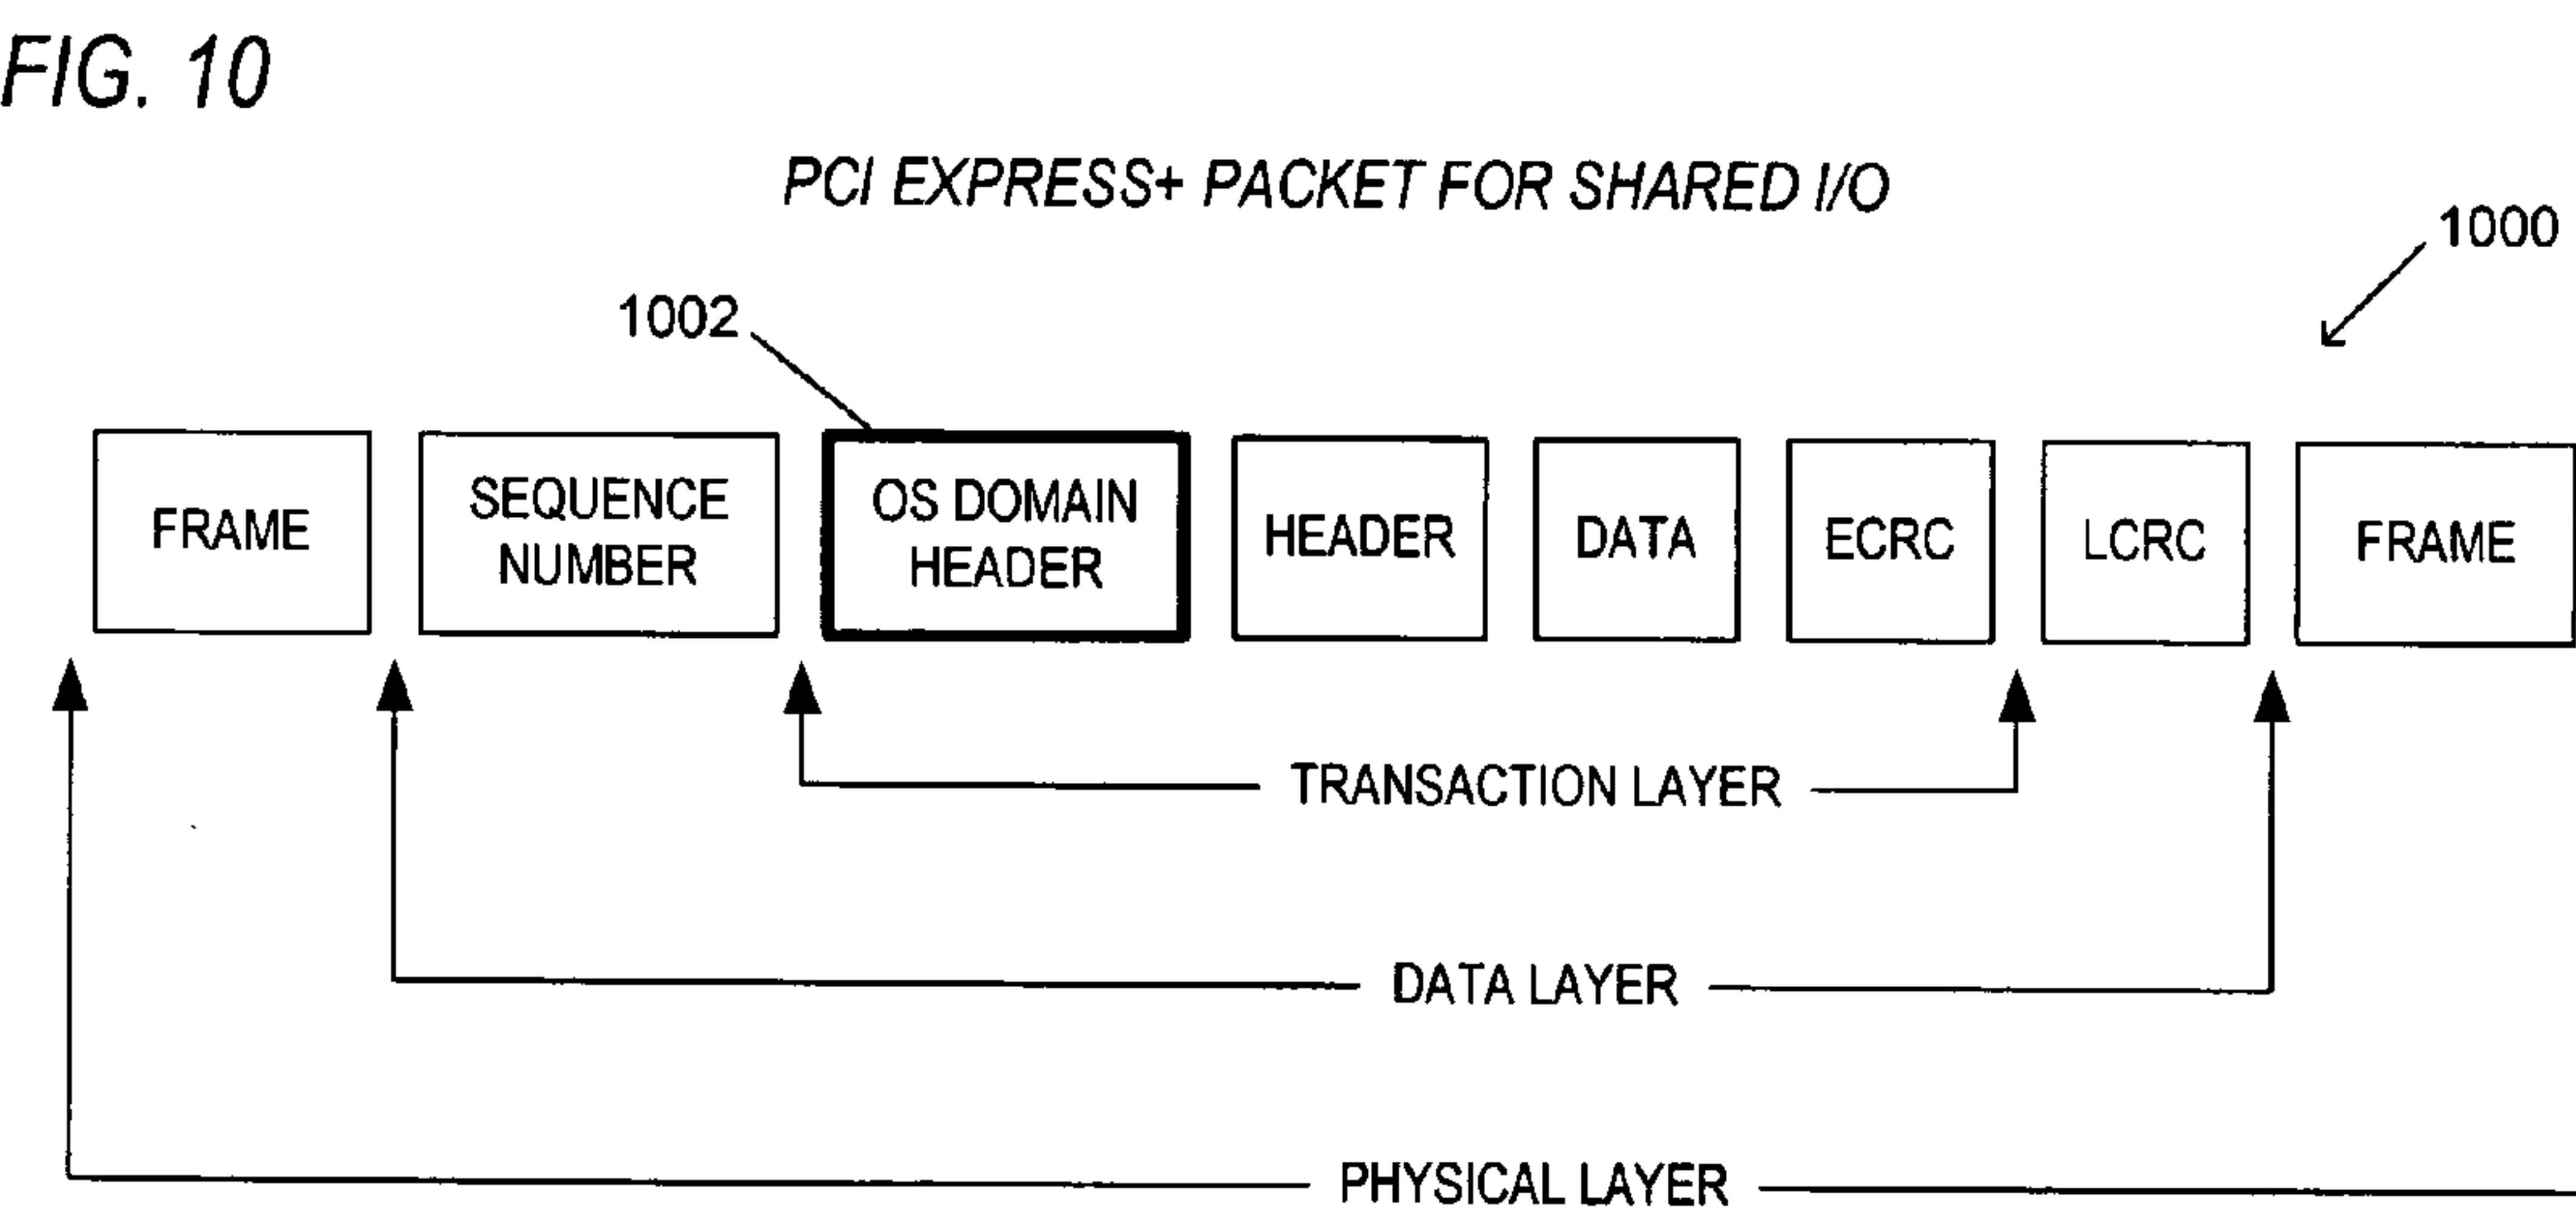 FIG. 10
PCI EXPRESS+ PACKET FOR SHARED I/O
1000
1002
FRAME
SEQUENCE
NUMBER
OS DOMAIN
HEADER
HEADER
DATA
ECRC
LCRC
FRAME
TRANSACTION LAYER
DATA LAYER
PHYSICAL LAYER